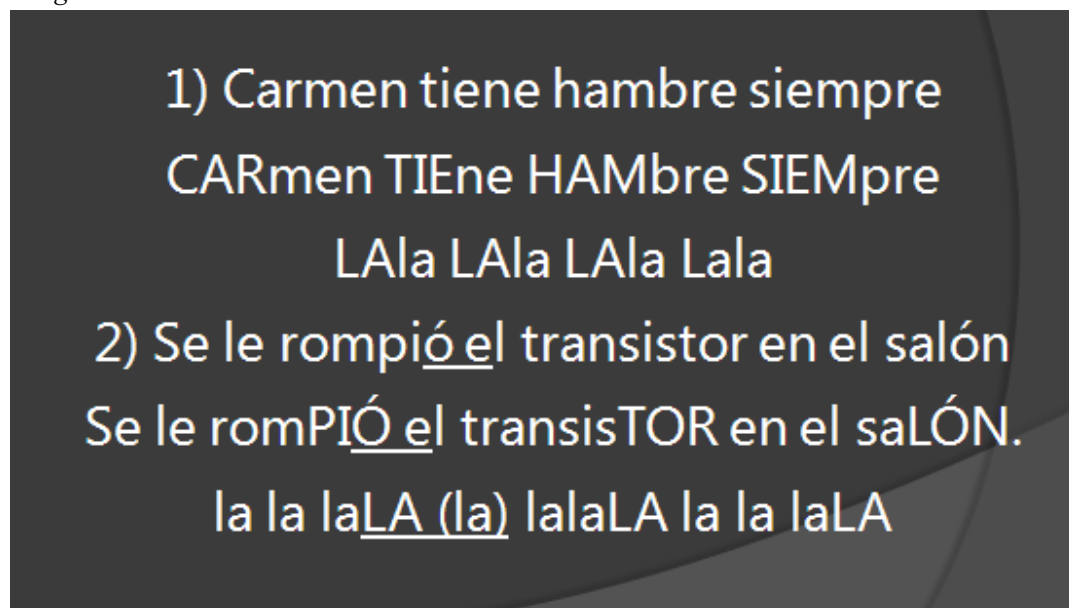 1) Carmen tiene hambre siempre
CARmen TIEne HAMbre SIEMpre
LAla LAla LAla Lala
2) Se le rompió el transistor en el salón
Se le romPIÓ el transisTOR en el saLÓN.
la la laLA (la) lalaLA la la laLA